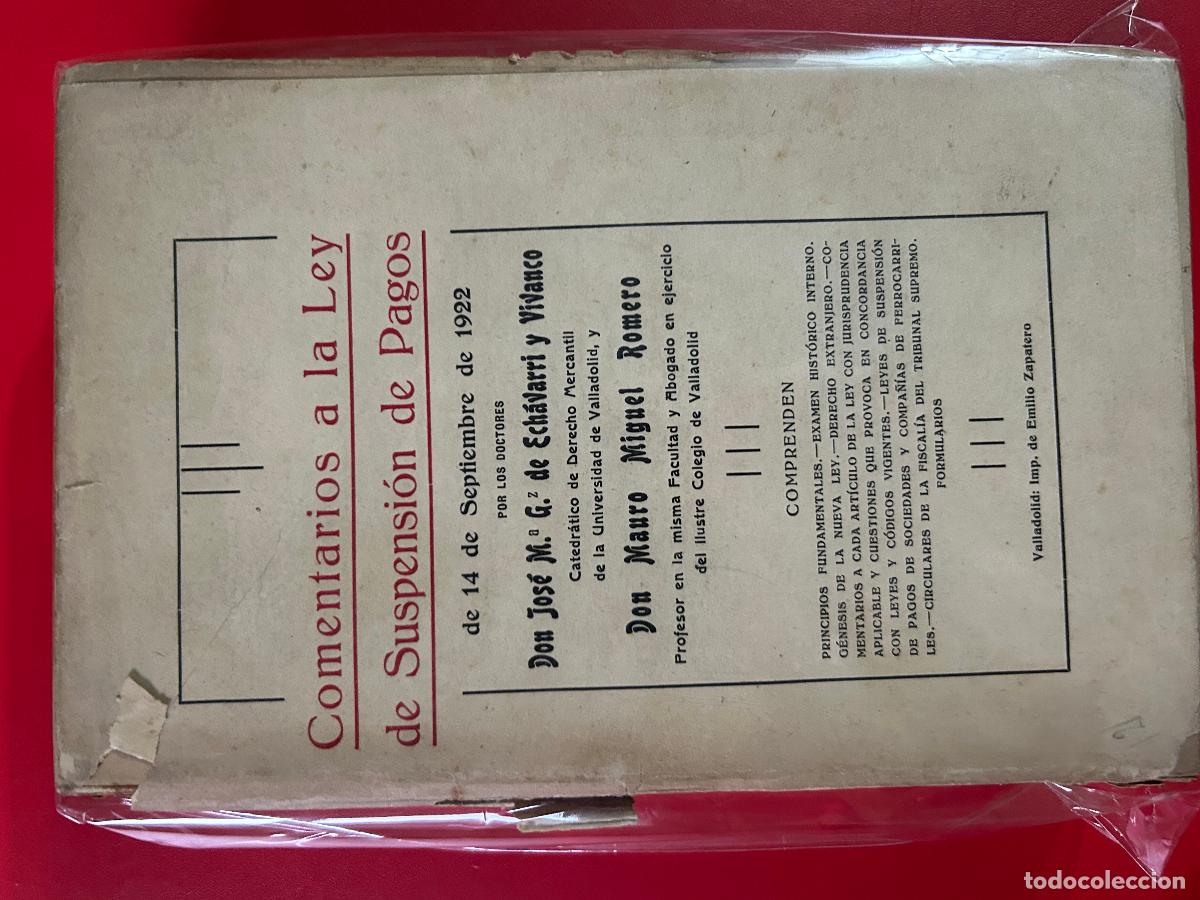 Comentarios a la Ley
de Suspensión de Pagos
de 14 de Septiembre de 1922
POR LOS DOCTORES
Don José M.ª G.ᶻ de Echávarri y Vivanco
Catedrático de Derecho Mercantil
de la Universidad de Valladolid, y
Don Mauro Miguel Romero
Profesor en la misma Facultad y Abogado en ejercicio
del Ilustre Colegio de Valladolid
COMPRENDEN
PRINCIPIOS FUNDAMENTALES.—EXAMEN HISTÓRICO INTERNO.
GÉNESIS DE LA NUEVA LEY.—DERECHO EXTRANJERO.—CO-
MENTARIOS A CADA ARTÍCULO DE LA LEY CON JURISPRUDENCIA
APLICABLE Y CUESTIONES QUE PROVOCA EN CONCORDANCIA
CON LEYES Y CÓDIGOS VIGENTES.—LEYES DE SUSPENSIÓN
DE PAGOS DE SOCIEDADES Y COMPAÑÍAS DE FERROCARRI-
LES.—CIRCULARES DE LA FISCALÍA DEL TRIBUNAL SUPREMO.
FORMULARIOS
Valladolid: Imp. de Emilio Zapatero
todocoleccion